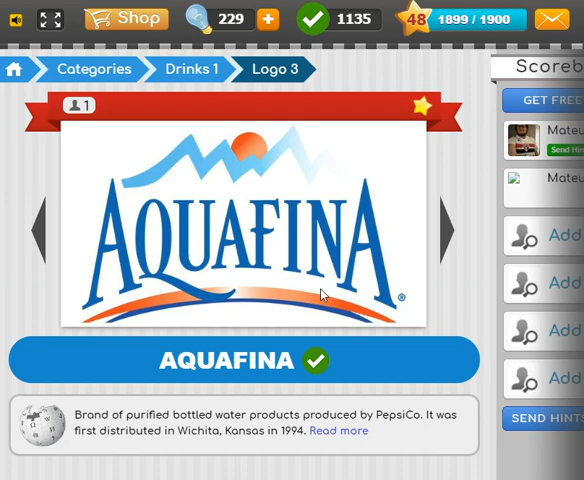 Shop
229
+
1135
48
1899 / 1900
Categories
Drinks 1
Logo 3
Scoreb
1
GET FREE
Mateu
Send Hin
Mateu
AQUAFINA
®
Add
Add
Add
Add
AQUAFINA
SEND HINTS
Brand of purified bottled water products produced by PepsiCo. It was
first distributed in Wichita, Kansas in 1994. Read more